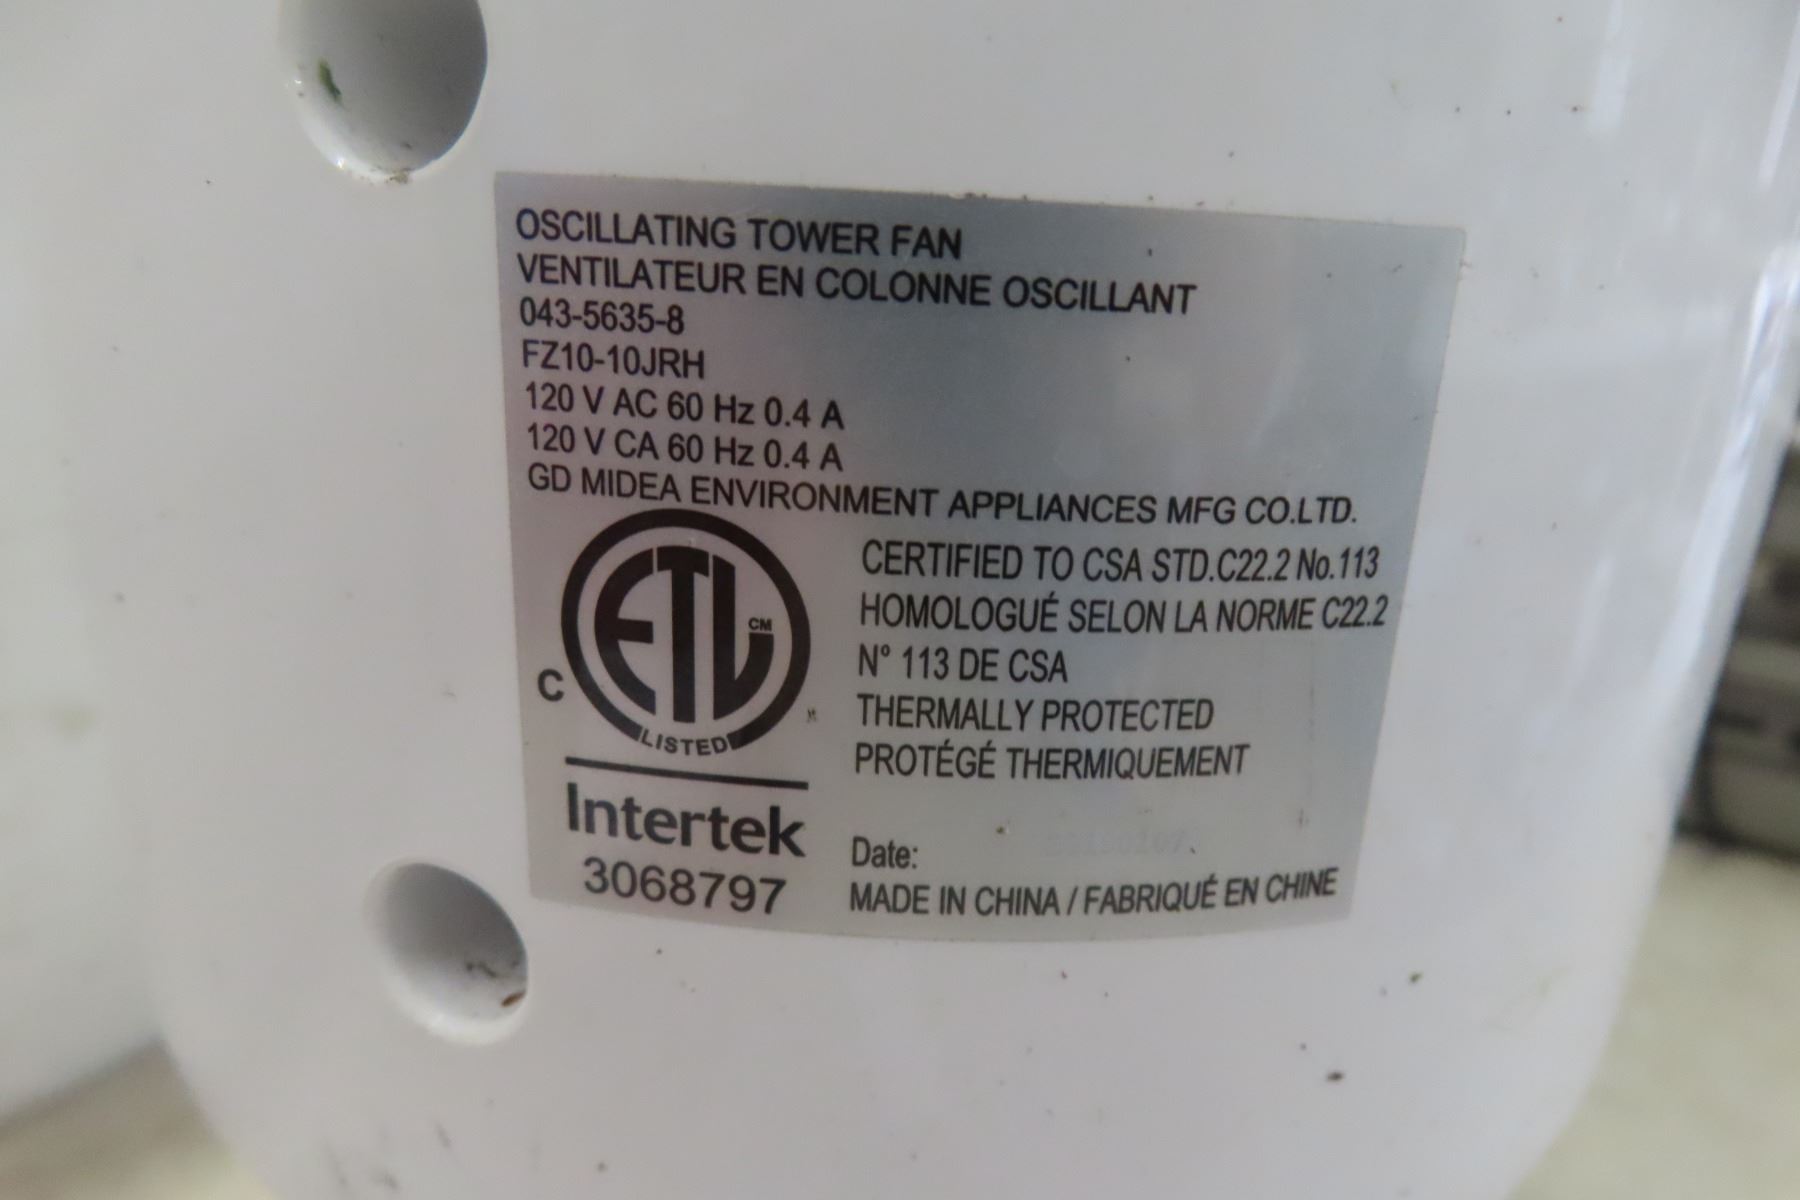 OSCILLATING TOWER FAN
VENTILATEUR EN COLONNE OSCILLANT
043-5635-8
FZ10-10JRH
120 V AC 60 Hz 0.4 A
120 V CA 60 Hz 0.4 A
GD MIDEA ENVIRONMENT APPLIANCES MFG CO.LTD.
C
ETL
CM
LISTED
Intertek
3068797
CERTIFIED TO CSA STD.C22.2 No.113
HOMOLOGUÉ SELON LA NORME C22.2
N° 113 DE CSA
THERMALLY PROTECTED
PROTÉGÉ THERMIQUEMENT
Date:
MADE IN CHINA / FABRIQUÉ EN CHINE